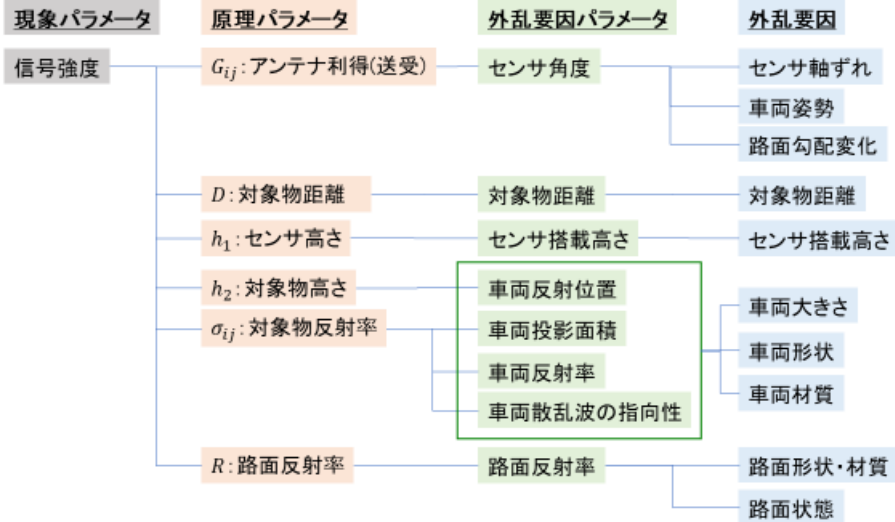 現象パラメータ 原理パラメータ 外乱要因パラメータ 外乱要因
信号強度 G_{ij}:アンテナ利得(送受) センサ角度 センサ軸ずれ
車両姿勢
路面勾配変化
D:対象物距離 対象物距離 対象物距離
h_1:センサ高さ センサ搭載高さ センサ搭載高さ
h_2:対象物高さ 車両反射位置
車両大きさ
σ_{ij}:対象物反射率 車両投影面積
車両形状
車両反射率
車両材質
車両散乱波の指向性
R:路面反射率 路面反射率 路面形状・材質
路面状態